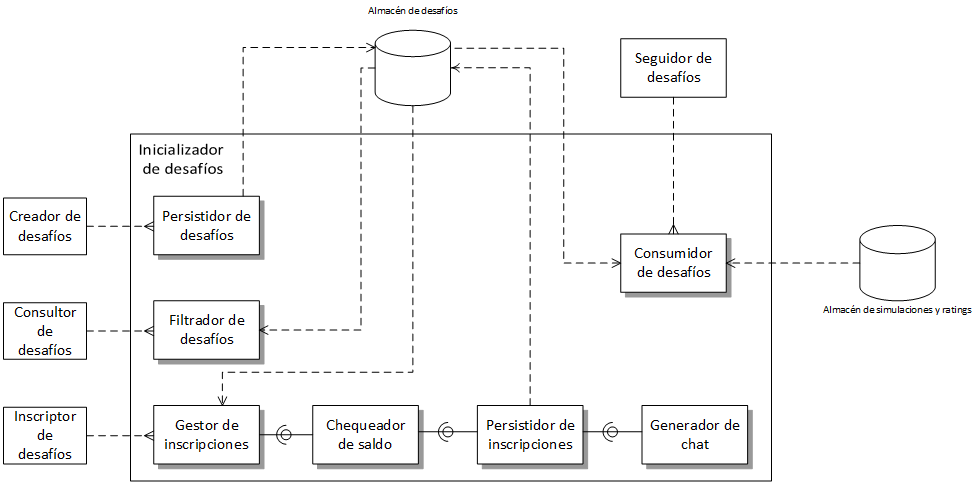 Almacén de desafíos
Seguidor de
desafíos
Inicializador
de desafíos
Creador de
desafíos
Persistidor de
desafíos
Consumidor
de desafíos
Almacén de simulaciones y ratings
Consultor
de
desafíos
Filtrador de
desafíos
Inscriptor
de
desafíos
Gestor de
inscripciones
Chequeador
de saldo
Persistidor de
inscripciones
Generador de
chat